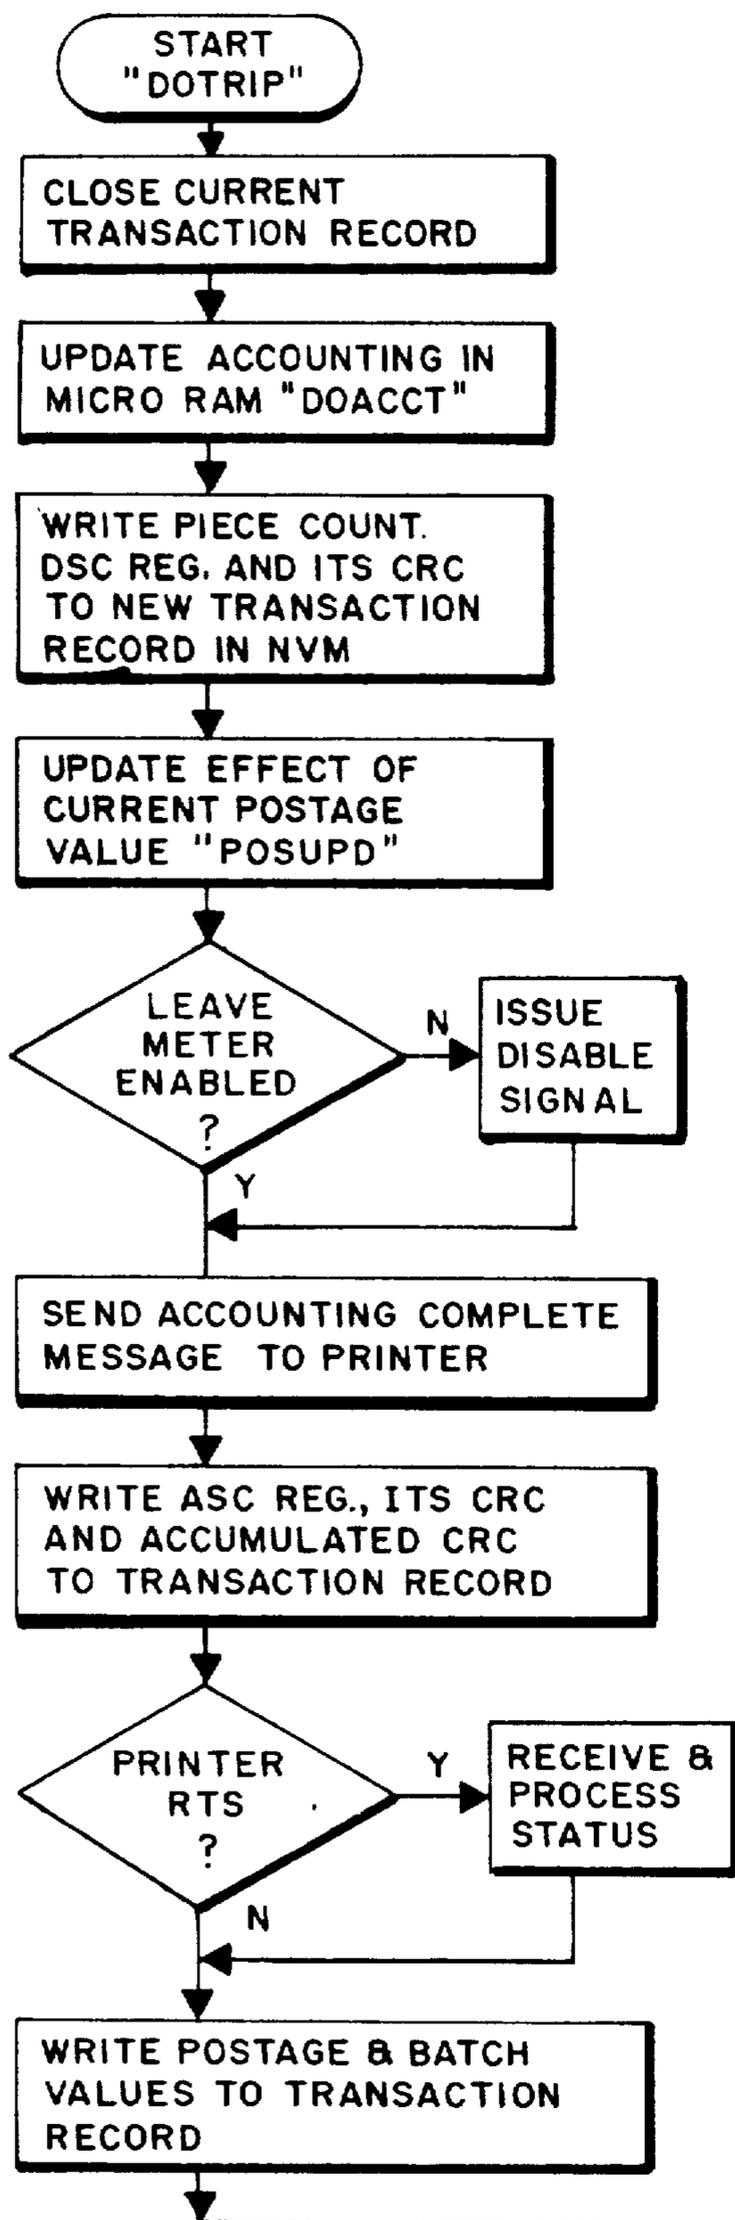 START
"DOTRIP"
CLOSE CURRENT
TRANSACTION RECORD
UPDATE ACCOUNTING IN
MICRO RAM "DOACCT"
WRITE PIECE COUNT.
DSC REG. AND ITS CRC
TO NEW TRANSACTION
RECORD IN NVM
UPDATE EFFECT OF
CURRENT POSTAGE
VALUE "POSUPD"
LEAVE
METER
ENABLED
?
N
ISSUE
DISABLE
SIGNAL
Y
SEND ACCOUNTING COMPLETE
MESSAGE TO PRINTER
WRITE ASC REG., ITS CRC
AND ACCUMULATED CRC
TO TRANSACTION RECORD
PRINTER
RTS
?
Y
RECEIVE &
PROCESS
STATUS
N
WRITE POSTAGE & BATCH
VALUES TO TRANSACTION
RECORD